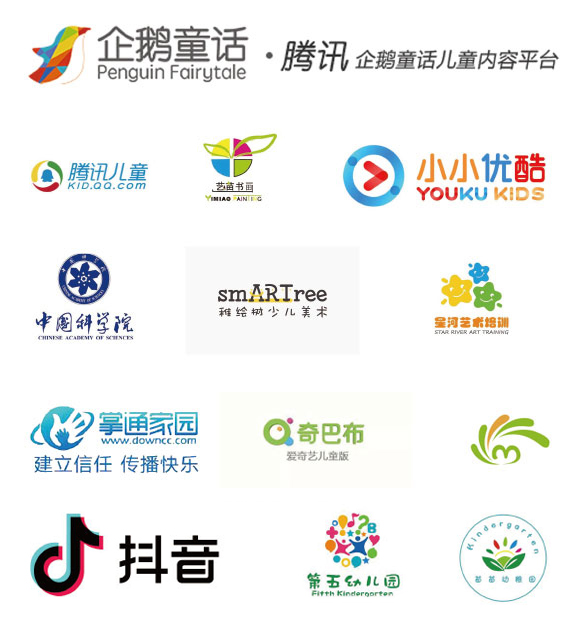 企鹅童话
Penguin Fairytale
·腾讯 企鹅童话儿童内容平台
腾讯儿童
KID.QQ.COM
艺苗书画
YIMIAO PAINTING
小小优酷
YOUKU KIDS
中国科学院
CHINESE ACADEMY OF SCIENCES
smARTree
稚绘树少儿美术
星河艺术培训
STAR RIVER ART TRAINING
掌通家园
www.downcc.com
建立信任 传播快乐
奇巴布
爱奇艺儿童版
抖音
第五幼儿园
Fifth Kindergarten
Kindergarten